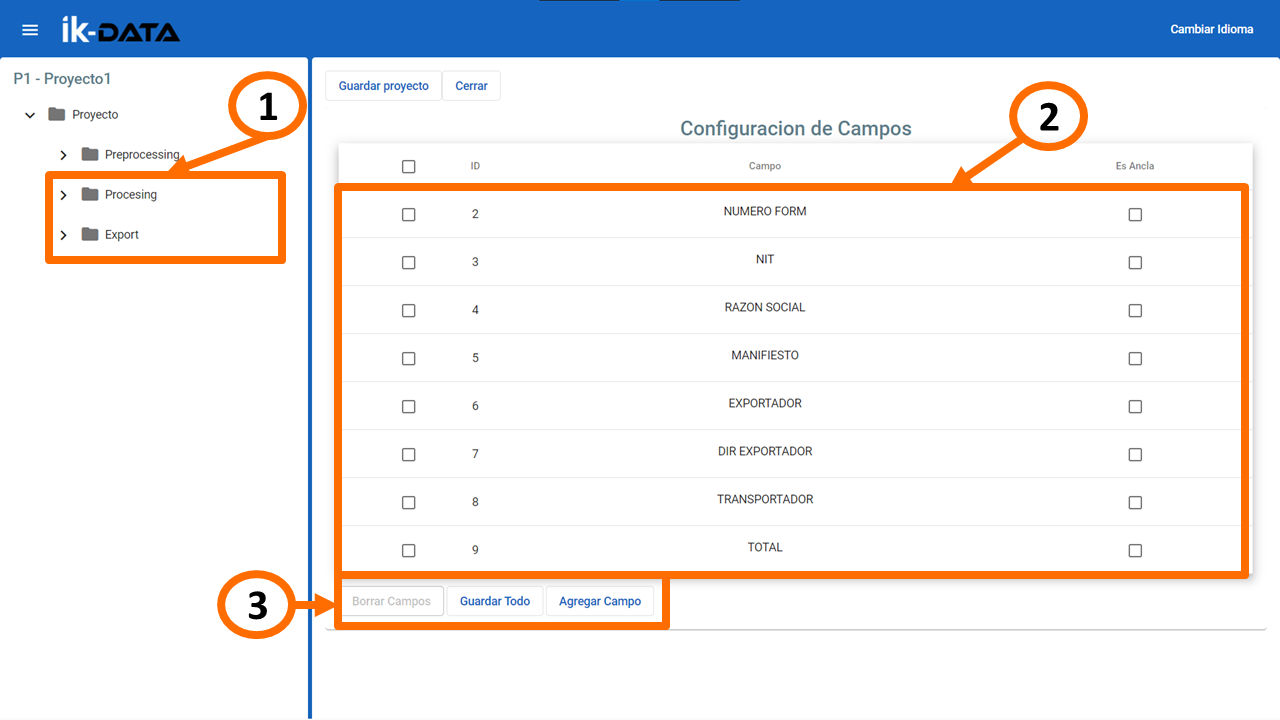 ik-DATA
Cambiar Idioma
P1 - Proyecto1
Proyecto
Preprocessing
Procesing
Export
1
Guardar proyecto Cerrar
Configuracion de Campos
2
ID Campo Es Ancla
2 NUMERO FORM
3 NIT
4 RAZON SOCIAL
5 MANIFIESTO
6 EXPORTADOR
7 DIR EXPORTADOR
8 TRANSPORTADOR
9 TOTAL
3
Borrar Campos Guardar Todo Agregar Campo